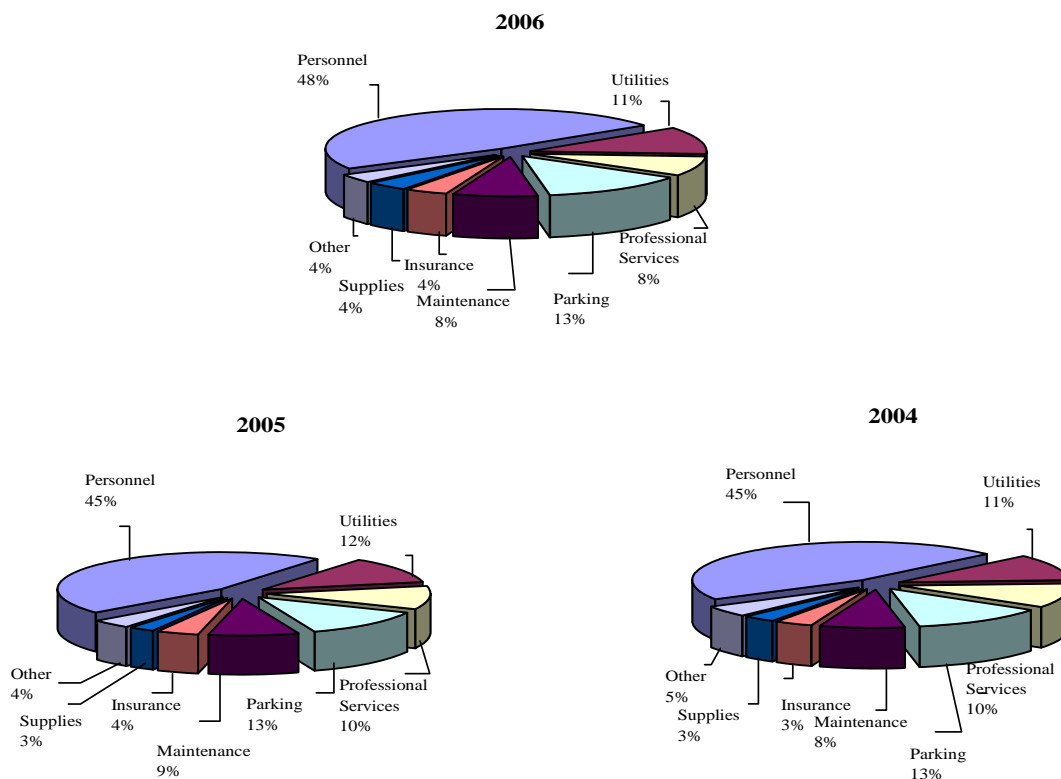 2006
Personnel
48%
Utilities
11%
Professional
Services
8%
Parking
13%
Maintenance
8%
Insurance
4%
Supplies
4%
Other
4%
2005
Personnel
45%
Utilities
12%
Professional
Services
10%
Parking
13%
Maintenance
9%
Insurance
4%
Supplies
3%
Other
4%
2004
Personnel
45%
Utilities
11%
Professional
Services
10%
Parking
13%
Maintenance
8%
Insurance
3%
Supplies
3%
Other
5%